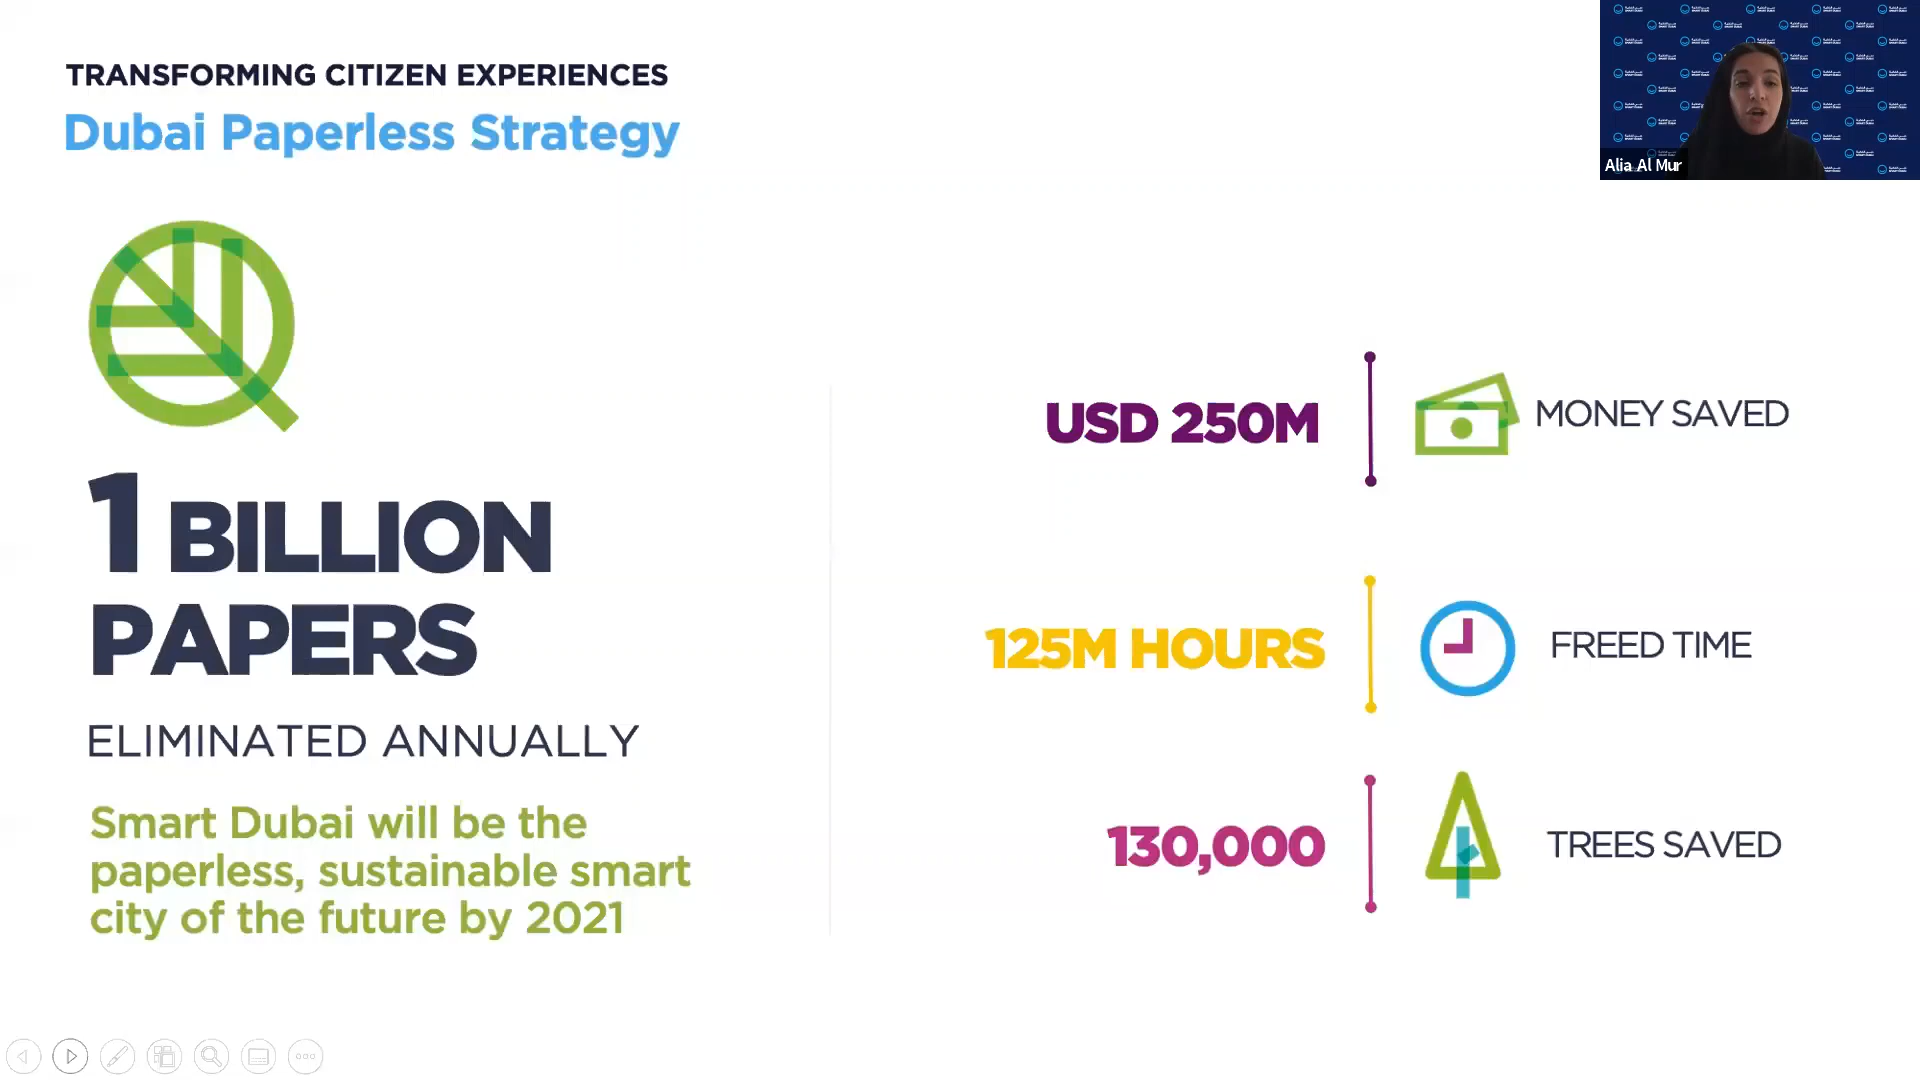 TRANSFORMING CITIZEN EXPERIENCES
Dubai Paperless Strategy
Alia Al Mur
1 BILLION
PAPERS
ELIMINATED ANNUALLY
Smart Dubai will be the
paperless, sustainable smart
city of the future by 2021
USD 250M
MONEY SAVED
125M HOURS
FREED TIME
130,000
TREES SAVED